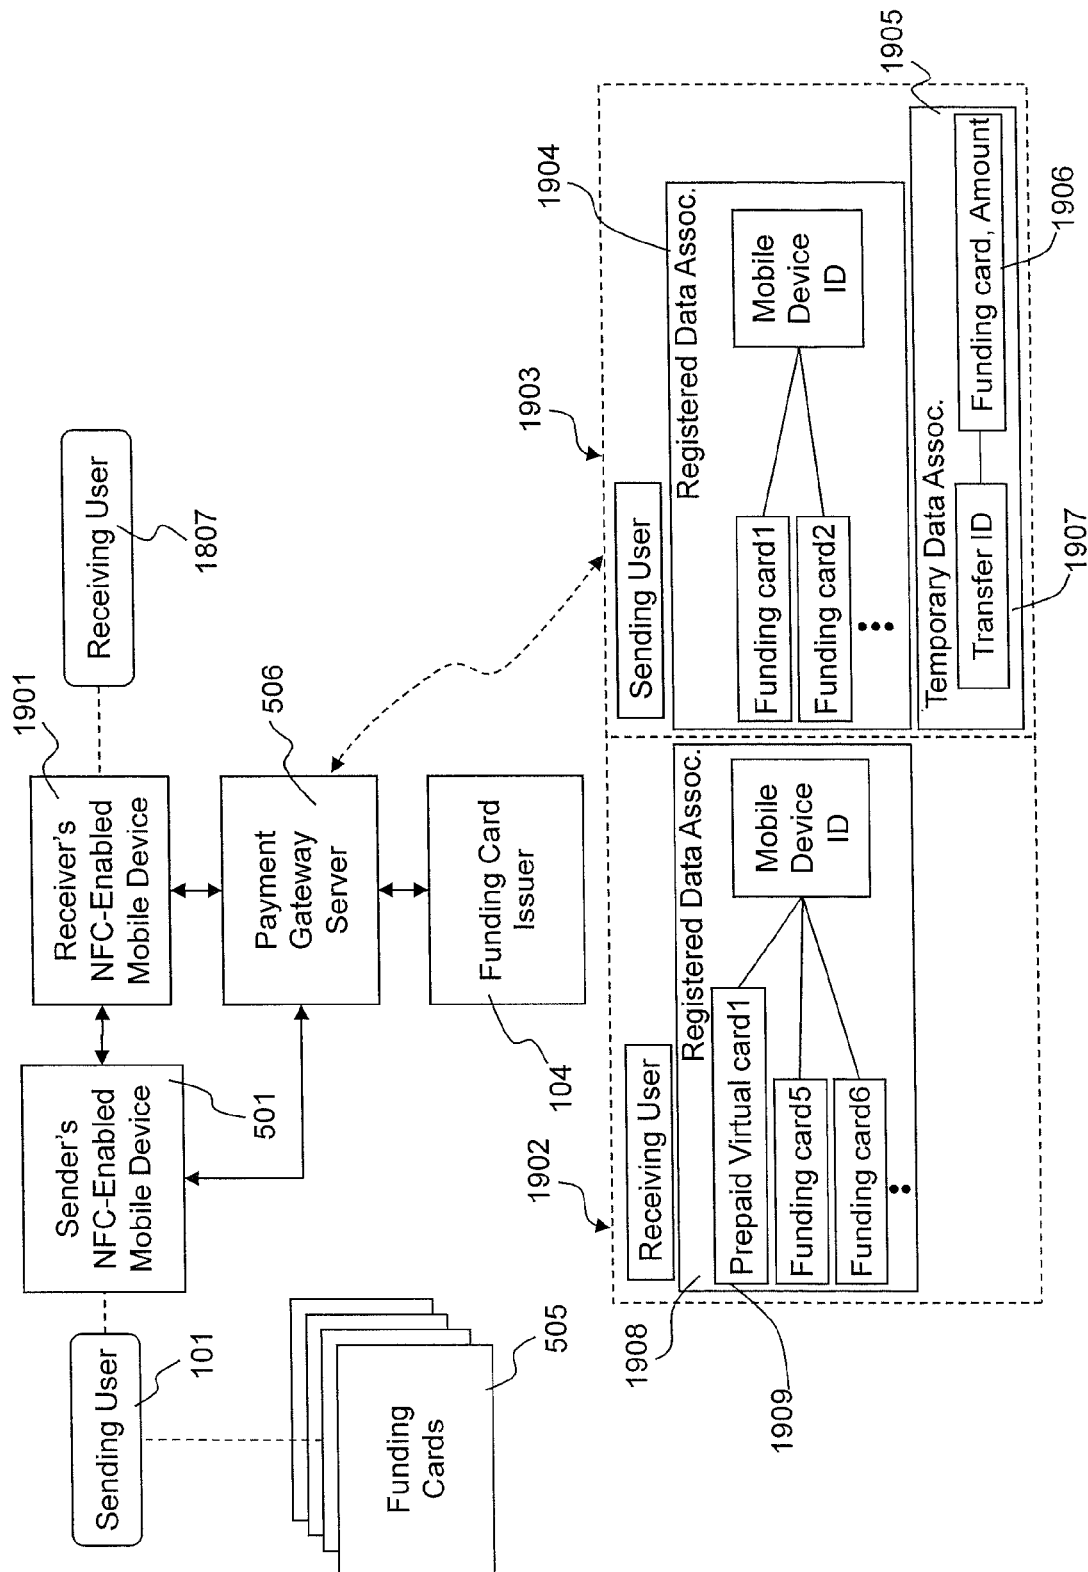 Sending User
101
Sender's
NFC-Enabled
Mobile Device
501
Receiver's
NFC-Enabled
Mobile Device
1901
Receiving User
1807
Funding
Cards
505
Payment
Gateway
Server
506
Funding Card
Issuer
104
1902
Receiving User
Registered Data Assoc.
Prepaid Virtual card1
Funding card5
Funding card6
Mobile
Device
ID
1908
1909
1903
Sending User
Registered Data Assoc.
1904
Funding card1
Funding card2
Mobile
Device
ID
Temporary Data Assoc.
1905
Transfer ID
Funding card, Amount
1907
1906